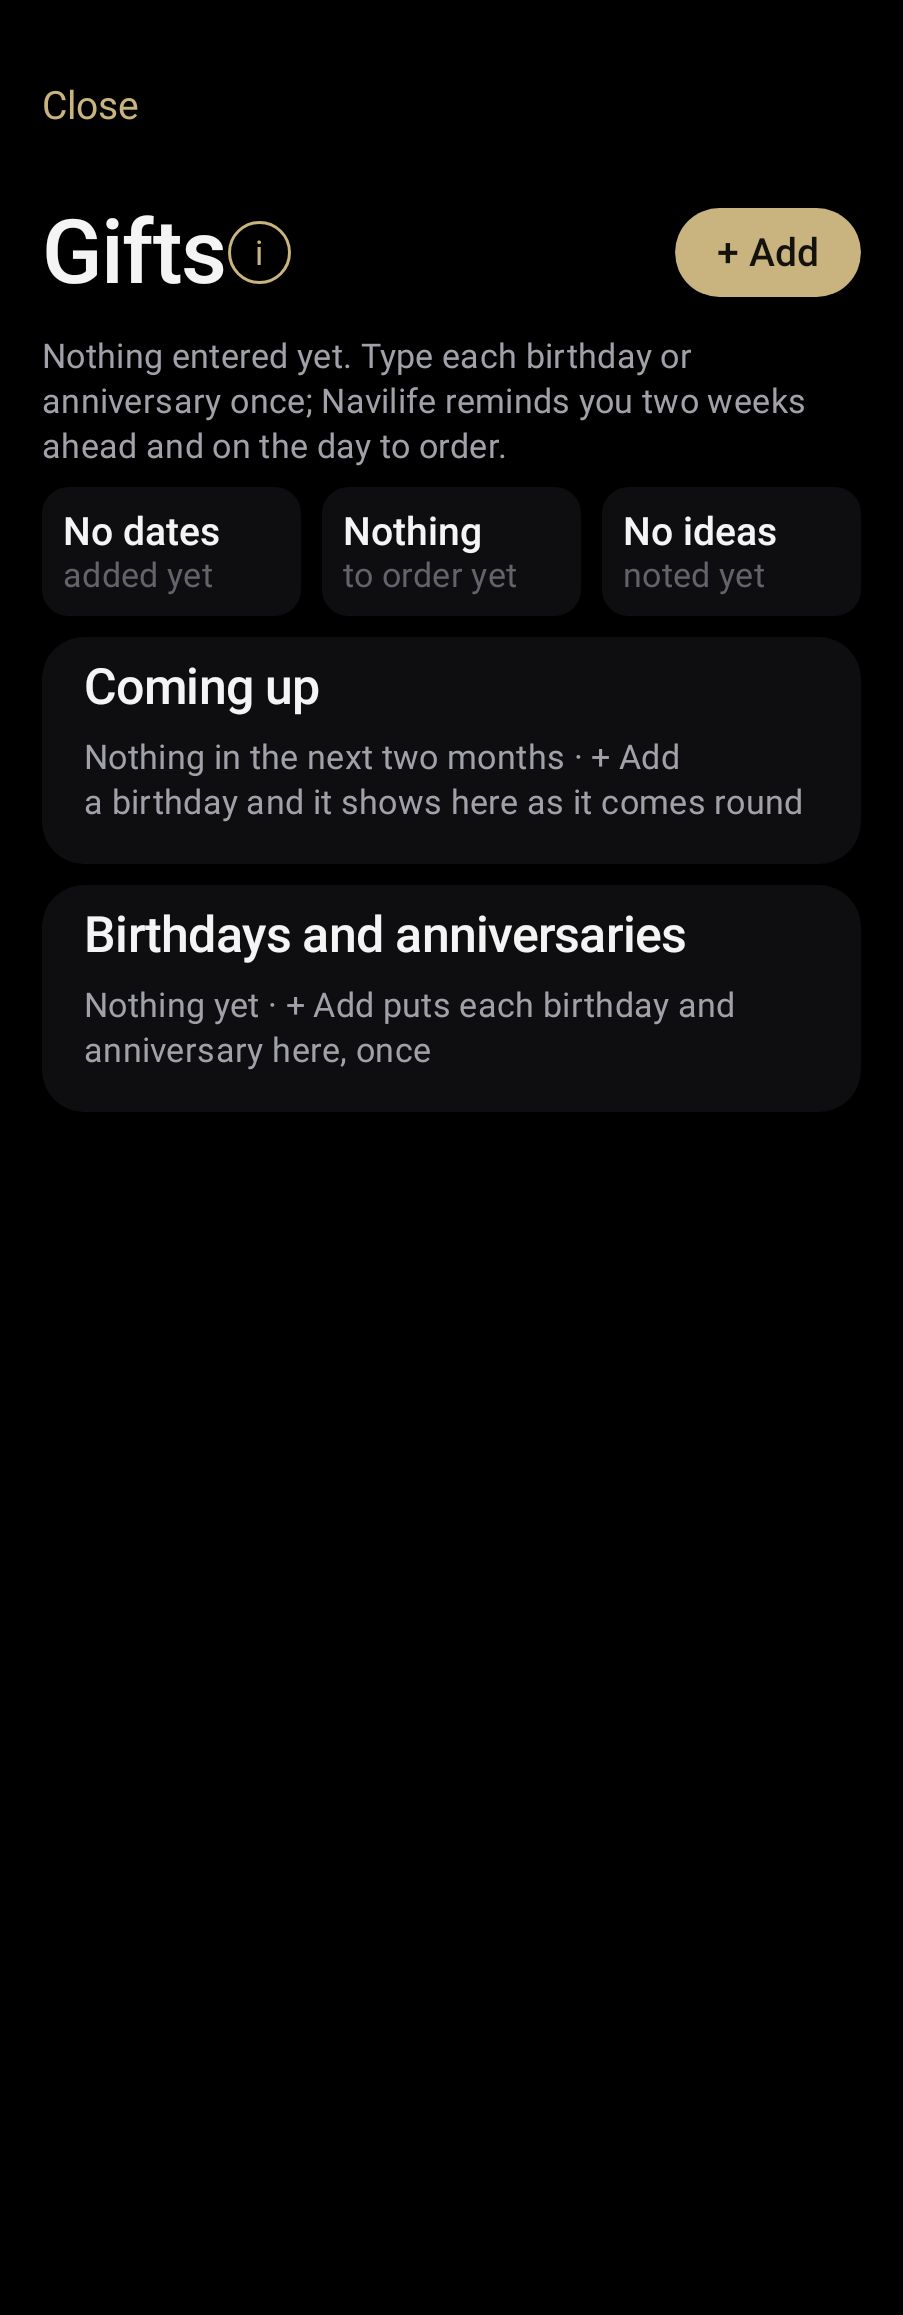 Close
Gifts i
+ Add
Nothing entered yet. Type each birthday or
anniversary once; Navilife reminds you two weeks
ahead and on the day to order.
No dates
added yet
Nothing
to order yet
No ideas
noted yet
Coming up
Nothing in the next two months · + Add
a birthday and it shows here as it comes round
Birthdays and anniversaries
Nothing yet · + Add puts each birthday and
anniversary here, once